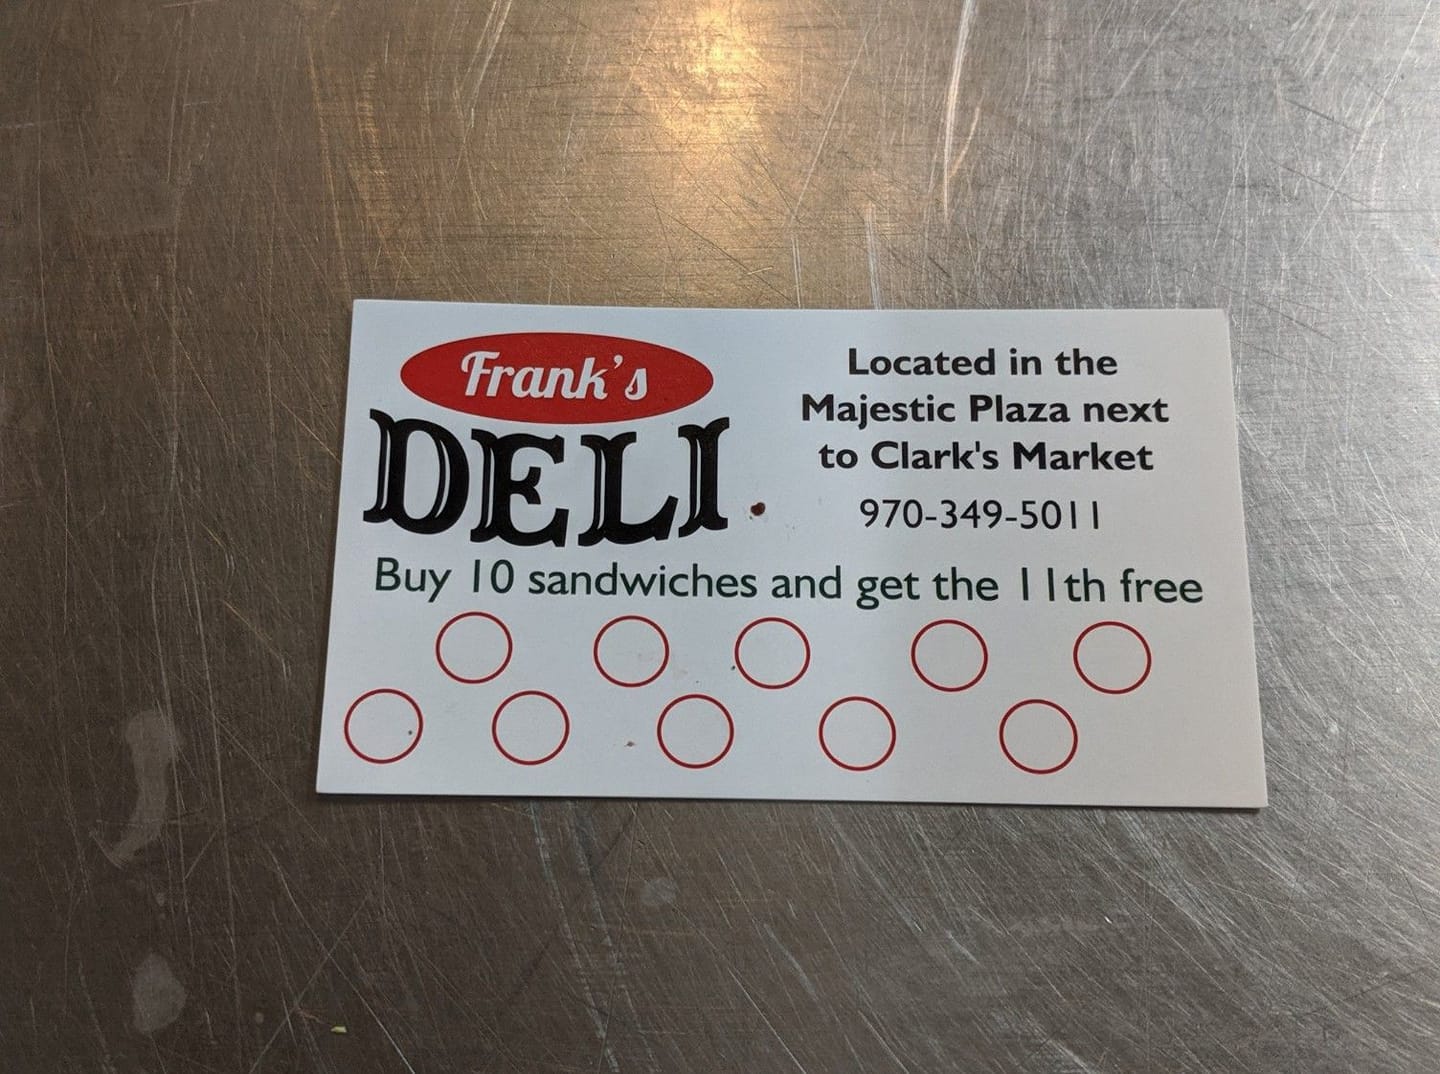 Frank's
DELI
Located in the
Majestic Plaza next
to Clark's Market
970-349-5011
Buy 10 sandwiches and get the 11th free